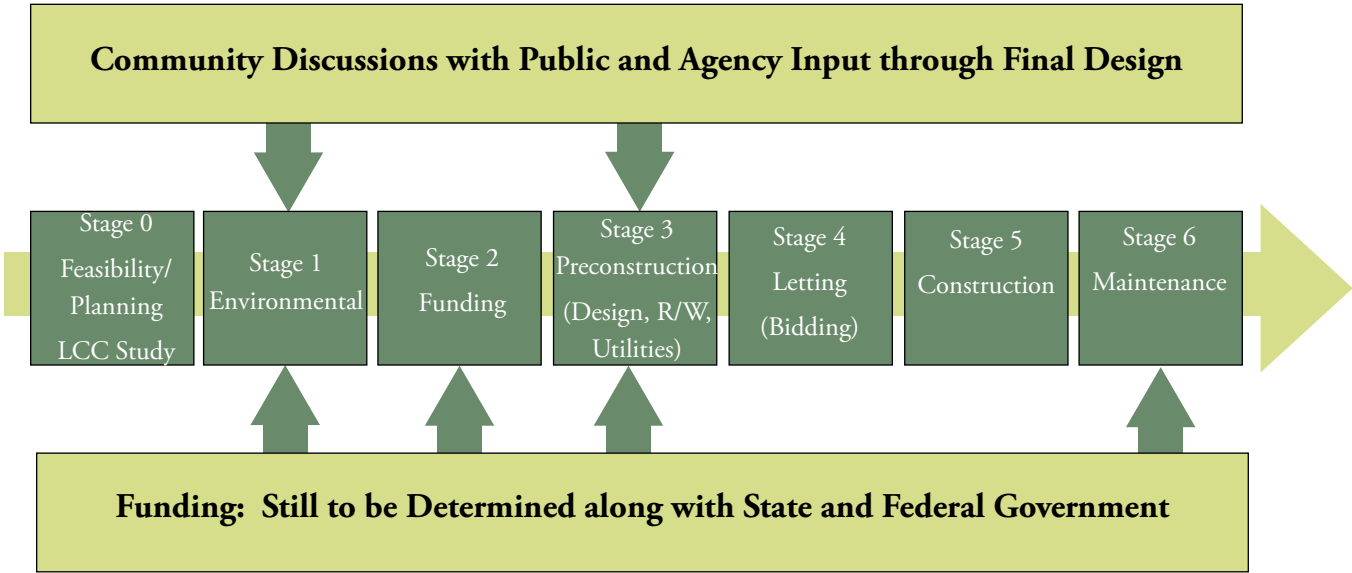 Community Discussions with Public and Agency Input through Final Design
Stage 0
Feasibility/
Planning
LCC Study
Stage 1
Environmental
Stage 2
Funding
Stage 3
Preconstruction
(Design, R/W,
Utilities)
Stage 4
Letting
(Bidding)
Stage 5
Construction
Stage 6
Maintenance
Funding:  Still to be Determined along with State and Federal Government